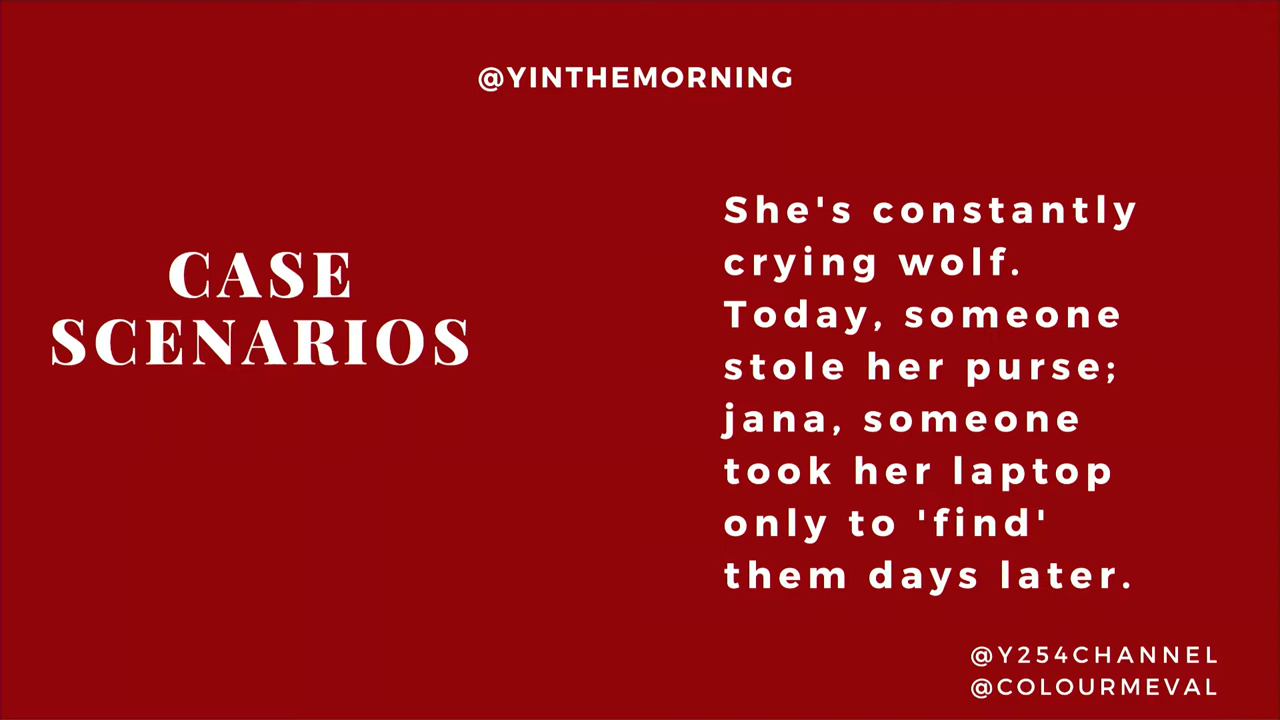 @YINTHEMORNING
CASE
SCENARIOS
She's constantly
crying wolf.
Today, someone
stole her purse;
jana, someone
took her laptop
only to 'find'
them days later.
@Y254CHANNEL
@COLOURMEVAL